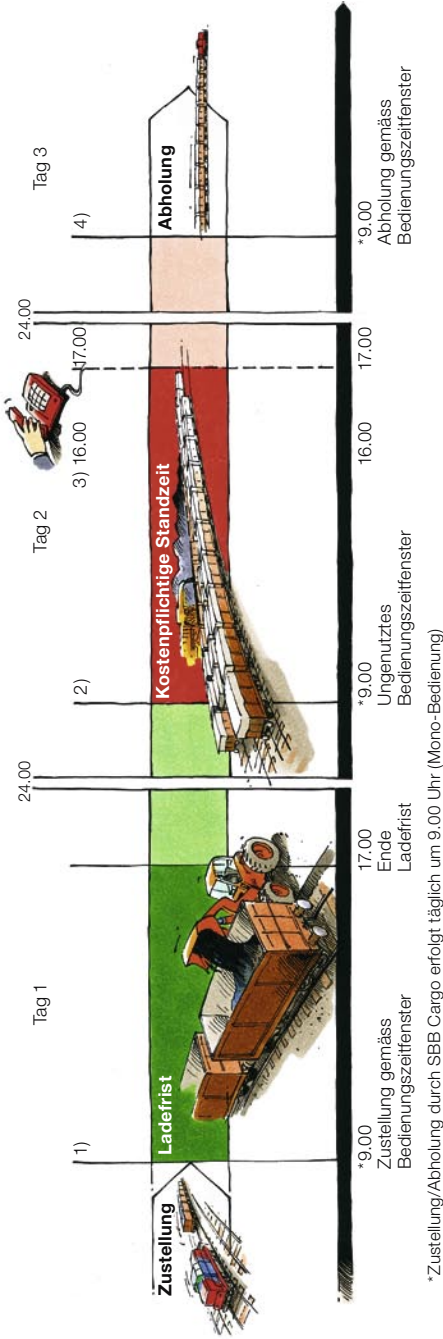 Tag 1
24.00
Tag 2
24.00
Tag 3
1)
2)
3) 16.00
17.00
4)
Zustellung
Ladefrist
Kostenpflichtige Standzeit
Abholung
*9.00
Zustellung gemäss
Bedienungszeitfenster
17.00
Ende
Ladefrist
*9.00
Ungenutztes
Bedienungszeitfenster
16.00
17.00
*9.00
Abholung gemäss
Bedienungszeitfenster
*Zustellung/Abholung durch SBB Cargo erfolgt täglich um 9.00 Uhr (Mono-Bedienung)